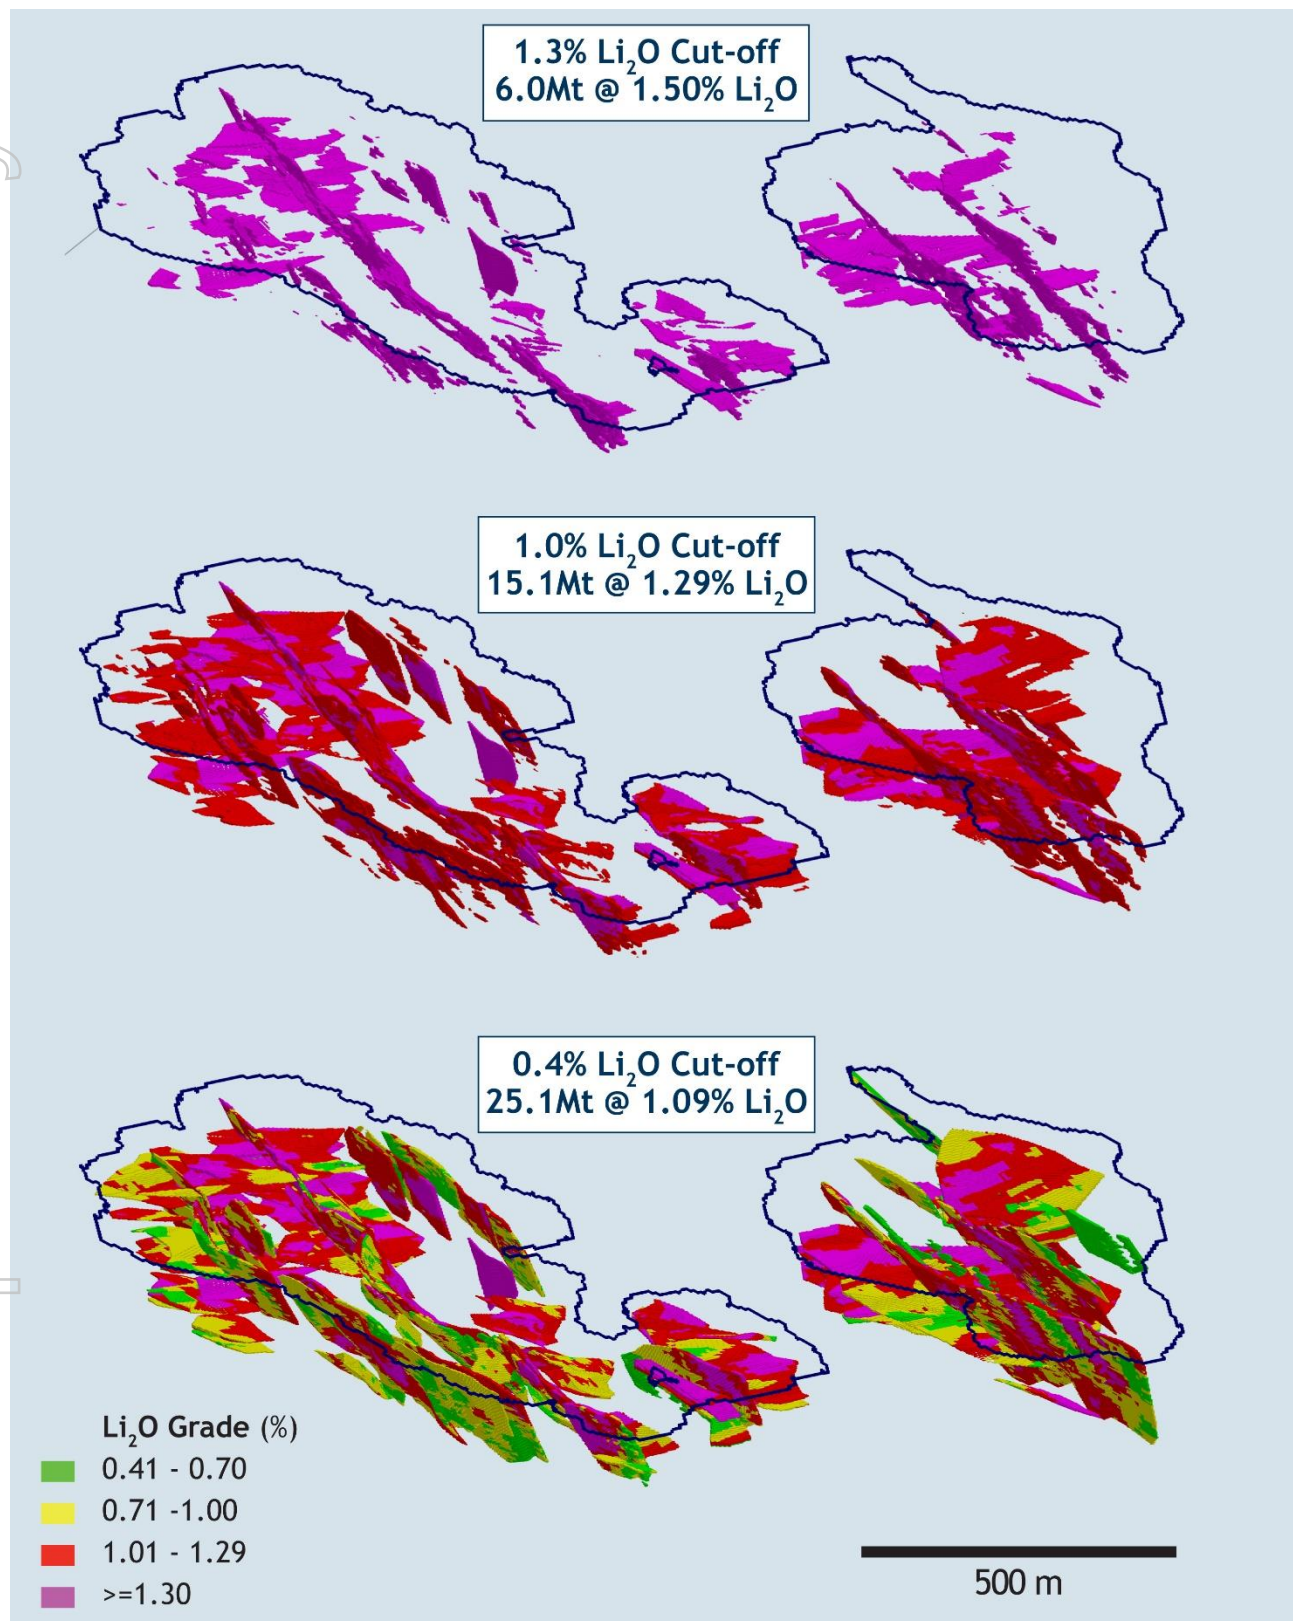 1.3% Li₂O Cut-off
6.0Mt @ 1.50% Li₂O
1.0% Li₂O Cut-off
15.1Mt @ 1.29% Li₂O
0.4% Li₂O Cut-off
25.1Mt @ 1.09% Li₂O
Li₂O Grade (%)
0.41 - 0.70
0.71 -1.00
1.01 - 1.29
>=1.30
500 m